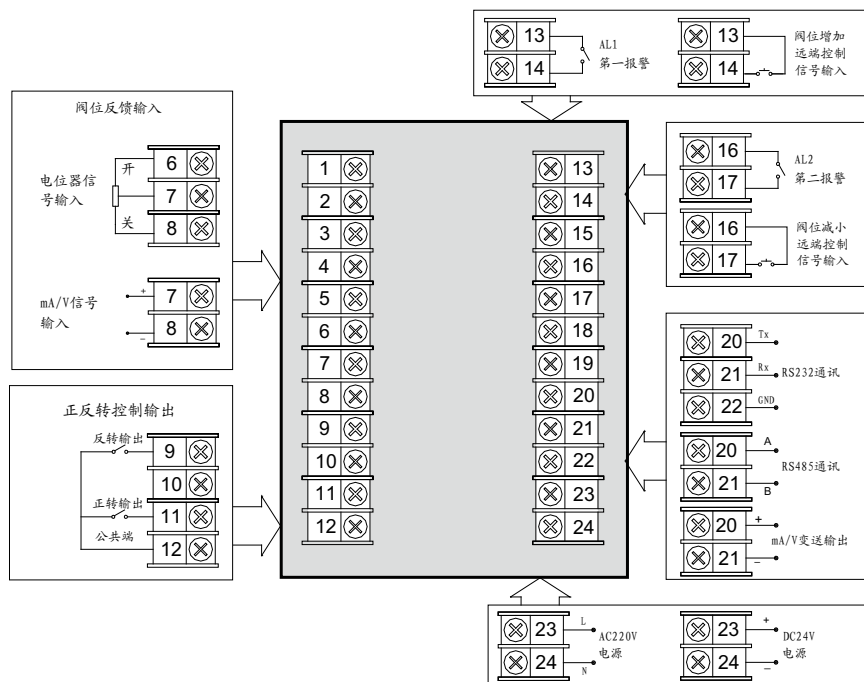 13
14
AL1
第一报警
13
14
阀位增加
远端控制
信号输入
阀位反馈输入
电位器信
号输入
开
关
6
7
8
mA/V信号
输入
+
−
7
8
1
2
3
4
5
6
7
8
9
10
11
12
13
14
15
16
17
18
19
20
21
22
23
24
16
17
AL2
第二报警
16
17
阀位减小
远端控制
信号输入
正反转控制输出
反转输出
正转输出
公共端
9
10
11
12
20
21
22
Tx
Rx
GND
RS232通讯
20
21
A
B
RS485通讯
20
21
+
−
mA/V变送输出
23
24
L
N
AC220V
电源
23
24
+
−
DC24V
电源